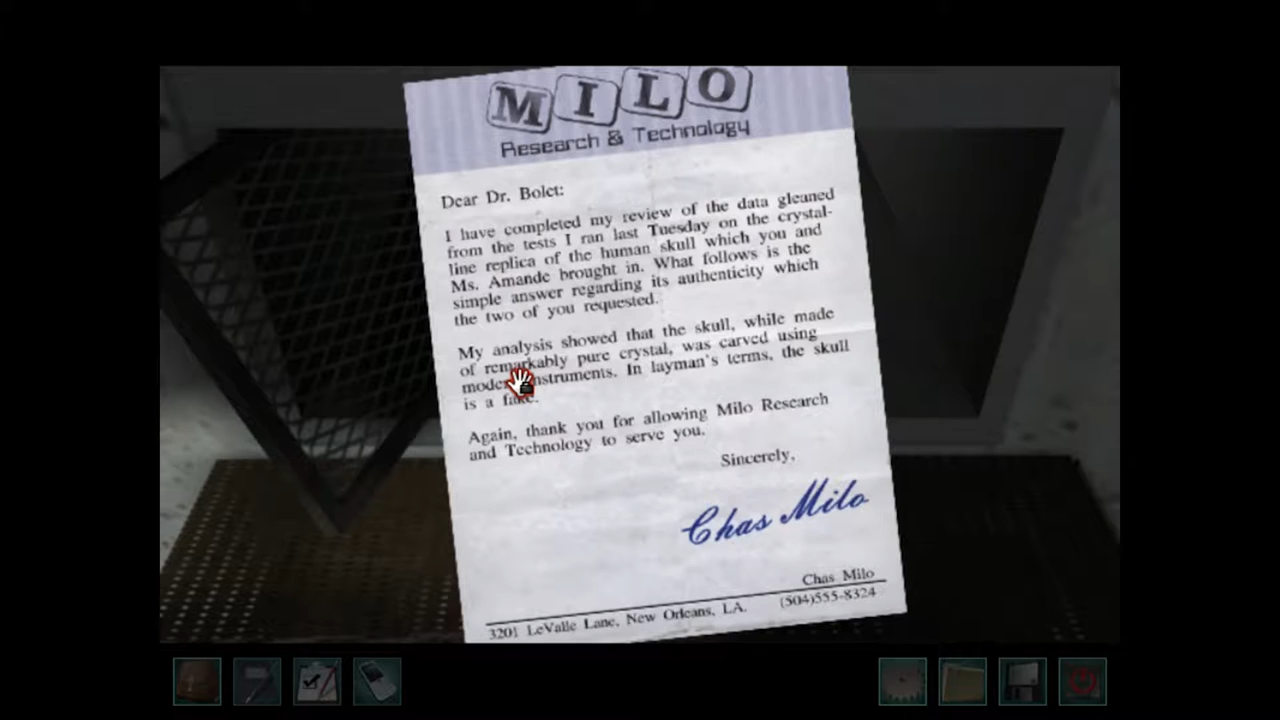 MILO
Research & Technology
Dear Dr. Bolet:
I have completed my review of the data gleaned
from the tests I ran last Tuesday on the crystal-
line replica of the human skull which you and
Ms. Amande brought in. What follows is the
simple answer regarding its authenticity which
the two of you requested.
My analysis showed that the skull, while made
of remarkably pure crystal, was carved using
instruments. In layman's terms, the skull
is a fake.
Again, thank you for allowing Milo Research
and Technology to serve you.
Sincerely,
Chas Milo
Chas Milo
3201 LeValle Lane, New Orleans, LA. (504)555-8324